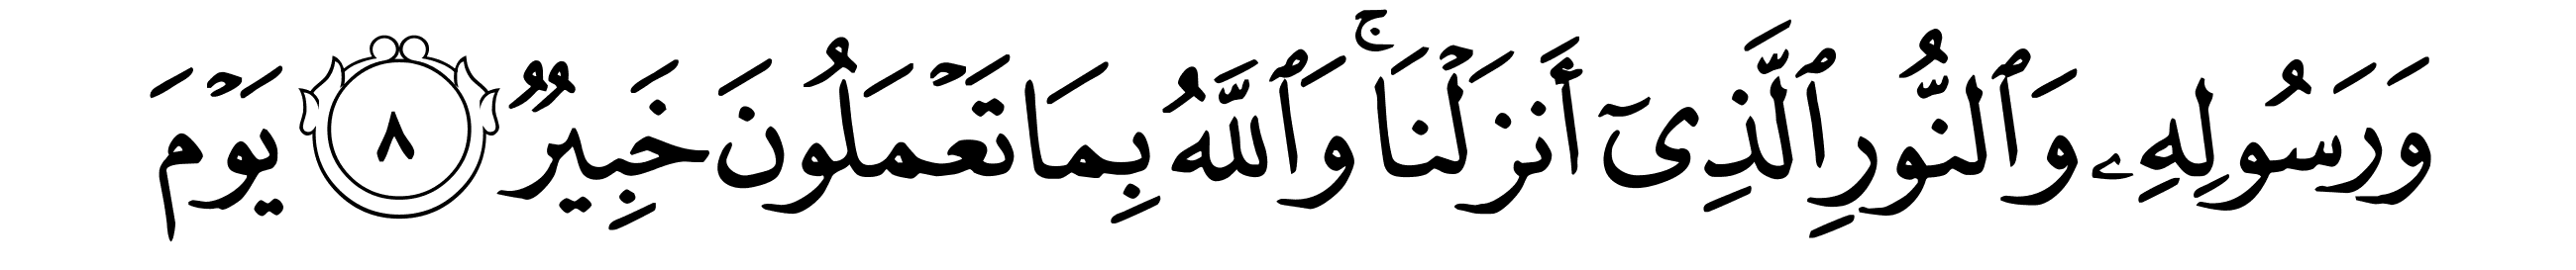 وَرَسُولِهِۦ وَٱلنُّورِ ٱلَّذِىٓ أَنزَلْنَا ۚ وَٱللَّهُ بِمَا تَعْمَلُونَ خَبِيرٌ ٨ يَوْمَ